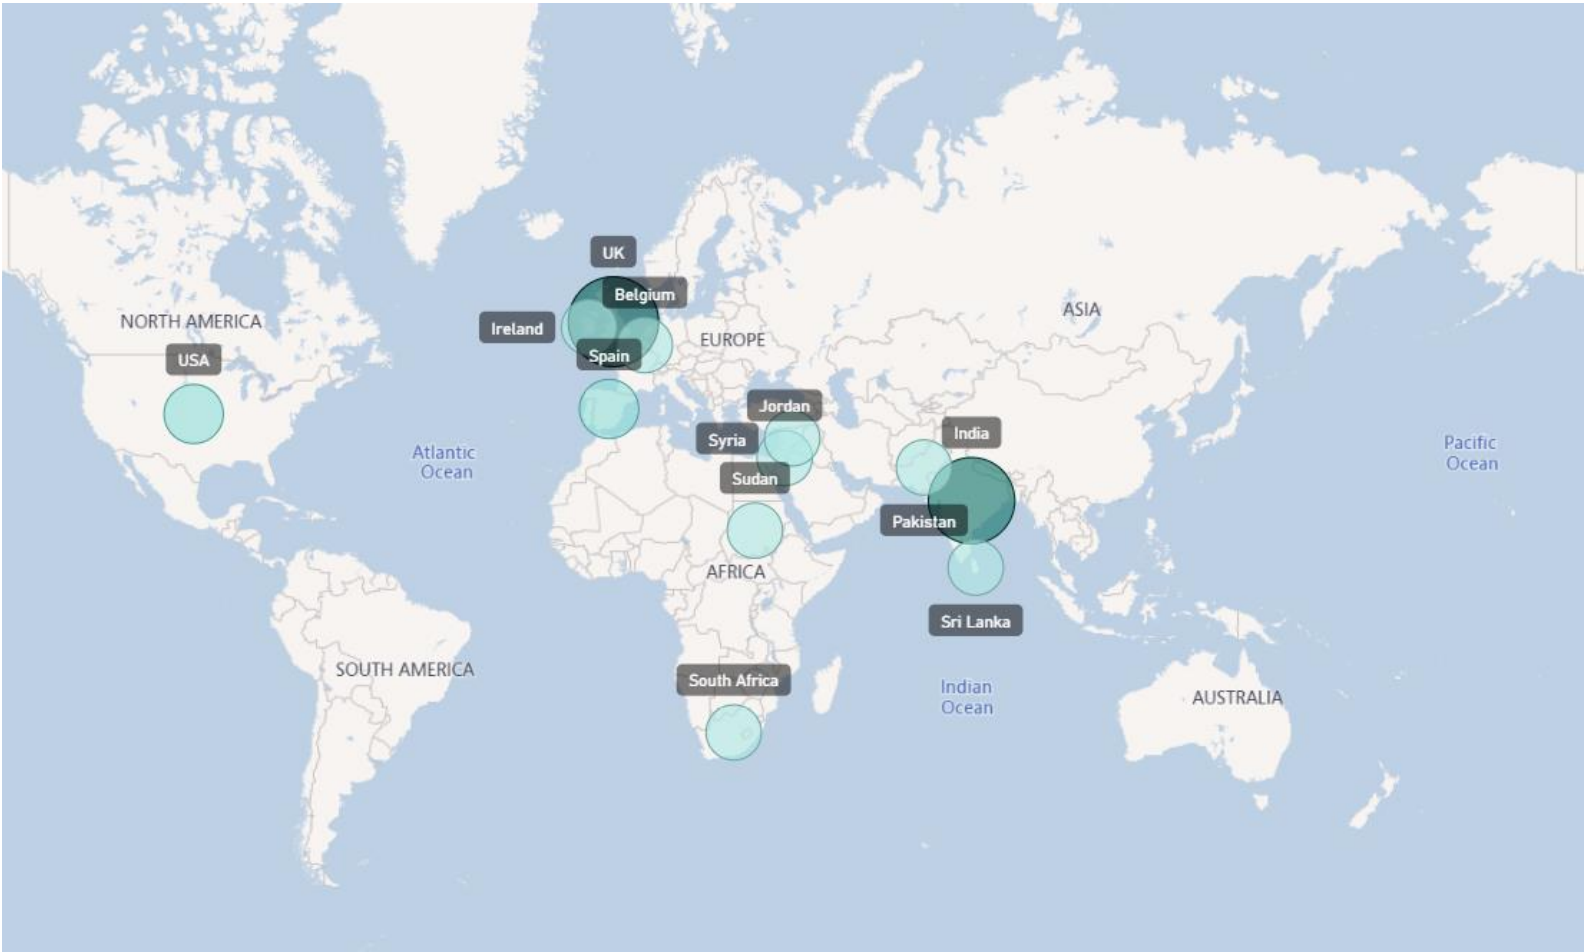 UK
Belgium
Ireland
NORTH AMERICA
ASIA
EUROPE
USA
Spain
Jordan
India
Syria
Atlantic
Ocean
Pacific
Ocean
Sudan
Pakistan
AFRICA
Sri Lanka
SOUTH AMERICA
South Africa
Indian
Ocean
AUSTRALIA